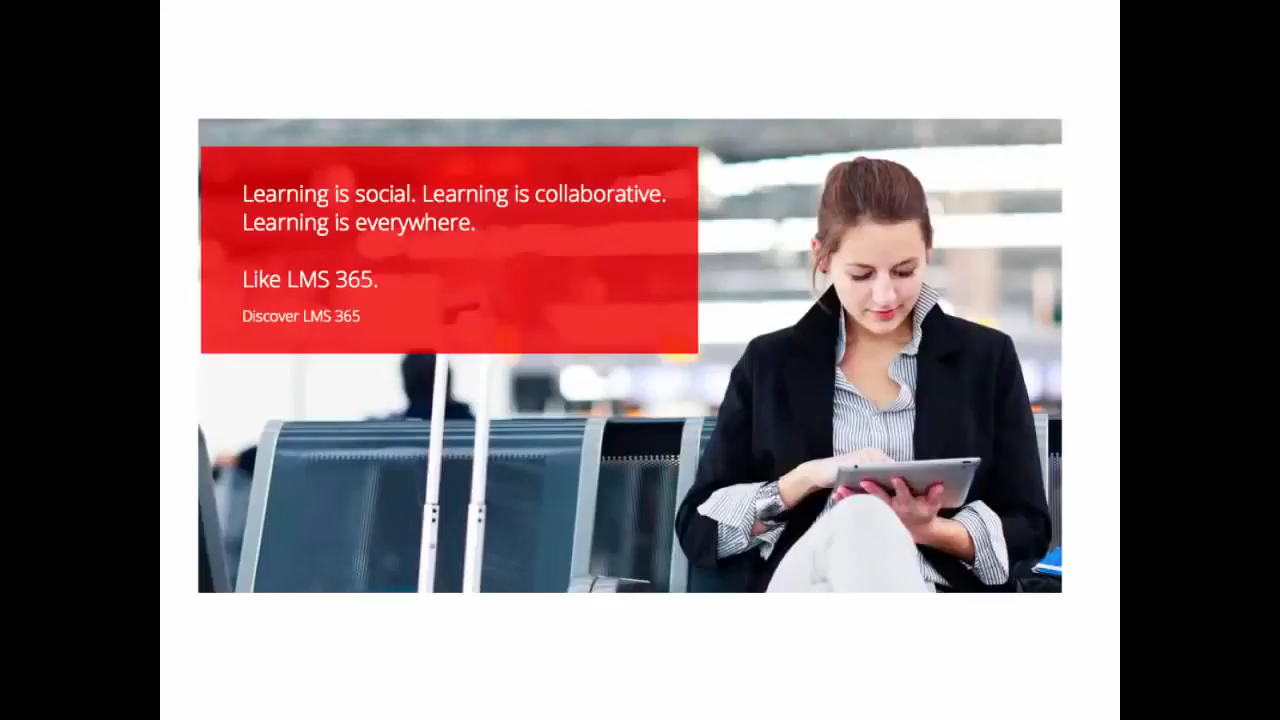 Learning is social. Learning is collaborative.
Learning is everywhere.
Like LMS 365.
Discover LMS 365